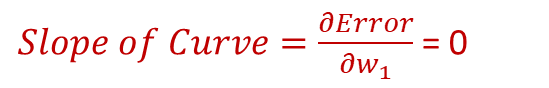 Slope of Curve = ∂Error/∂w₁ = 0